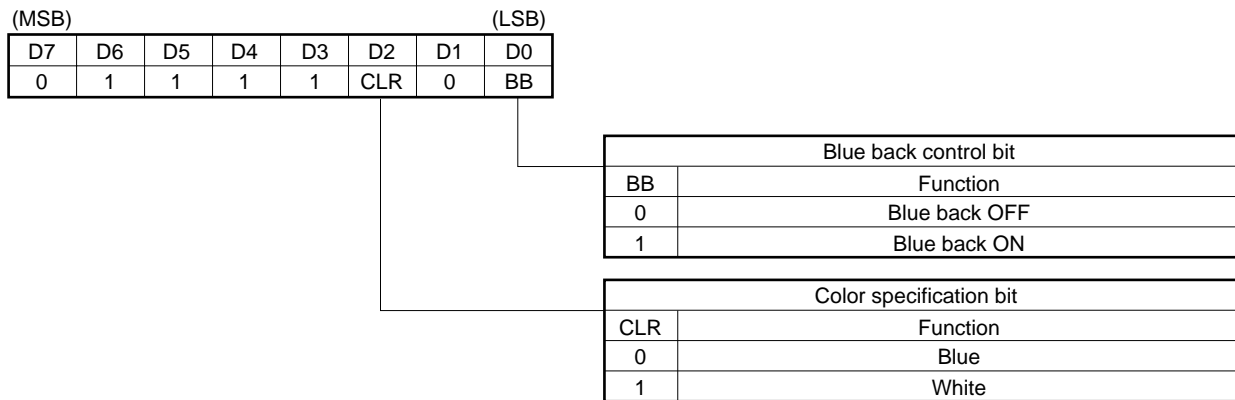 (MSB) (LSB)
D7 D6 D5 D4 D3 D2 D1 D0
0 1 1 1 1 CLR 0 BB
Blue back control bit
BB Function
0 Blue back OFF
1 Blue back ON
Color specification bit
CLR Function
0 Blue
1 White